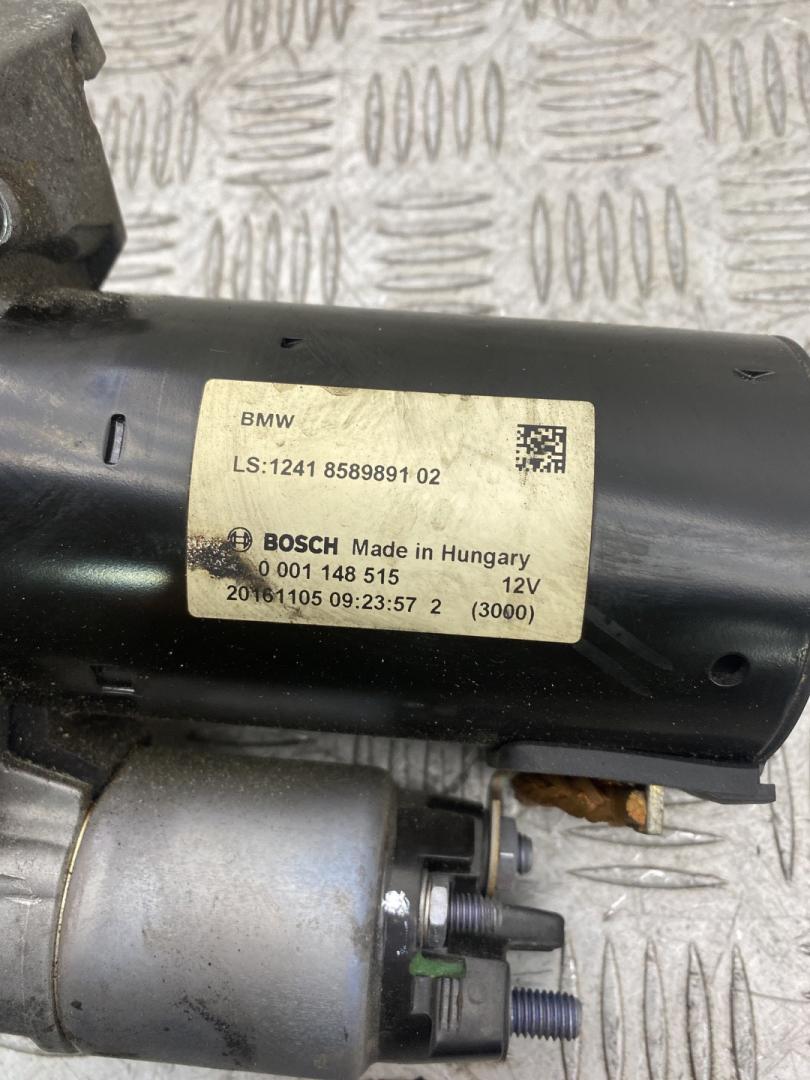 BMW
LS:1241 8589891 02
BOSCH Made in Hungary
0 001 148 515 12V
20161105 09:23:57 2 (3000)